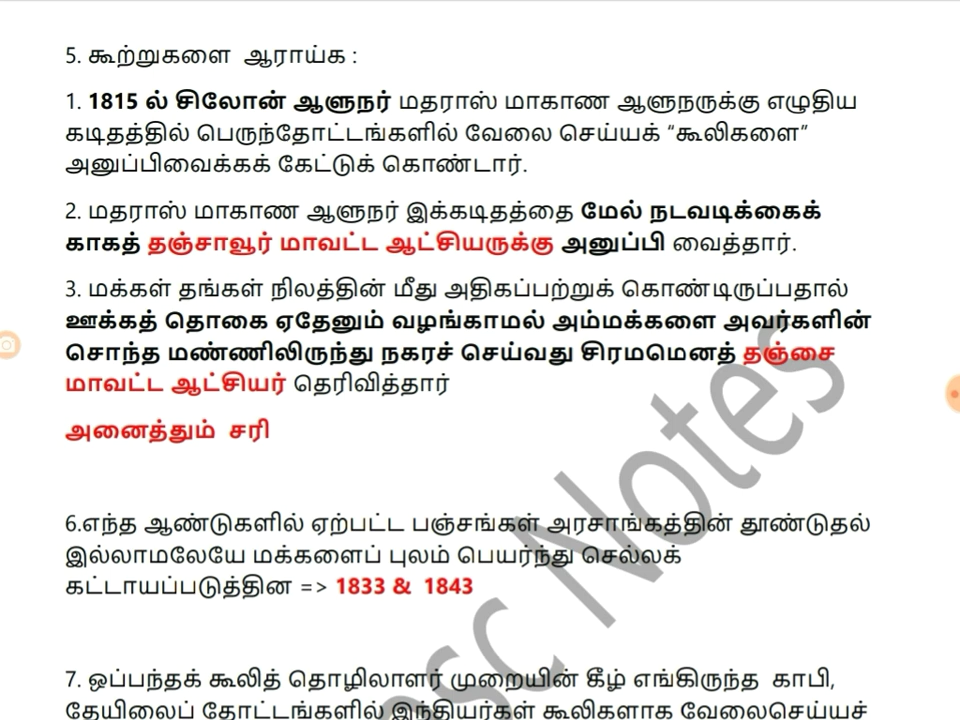 5. கூற்றுகளை ஆராய்க :
1. 1815 ல் சிலோன் ஆளுநர் மதராஸ் மாகாண ஆளுநருக்கு எழுதிய
கடிதத்தில் பெருந்தோட்டங்களில் வேலை செய்யக் “கூலிகளை”
அனுப்பிவைக்கக் கேட்டுக் கொண்டார்.
2. மதராஸ் மாகாண ஆளுநர் இக்கடிதத்தை மேல் நடவடிக்கைக்
காகத் தஞ்சாவூர் மாவட்ட ஆட்சியருக்கு அனுப்பி வைத்தார்.
3. மக்கள் தங்கள் நிலத்தின் மீது அதிகப்பற்றுக் கொண்டிருப்பதால்
ஊக்கத் தொகை ஏதேனும் வழங்காமல் அம்மக்களை அவர்களின்
சொந்த மண்ணிலிருந்து நகரச் செய்வது சிரமமெனத் தஞ்சை
மாவட்ட ஆட்சியர் தெரிவித்தார்
அனைத்தும் சரி
6.எந்த ஆண்டுகளில் ஏற்பட்ட பஞ்சங்கள் அரசாங்கத்தின் தூண்டுதல்
இல்லாமலேயே மக்களைப் புலம் பெயர்ந்து செல்லக்
கட்டாயப்படுத்தின => 1833 & 1843
7. ஒப்பந்தக் கூலித் தொழிலாளர் முறையின் கீழ் எங்கிருந்த காபி,
தேயிலைப் தோட்டங்களில் இந்தியர்கள் கூலிகளாக வேலைசெய்யச்
psc Notes